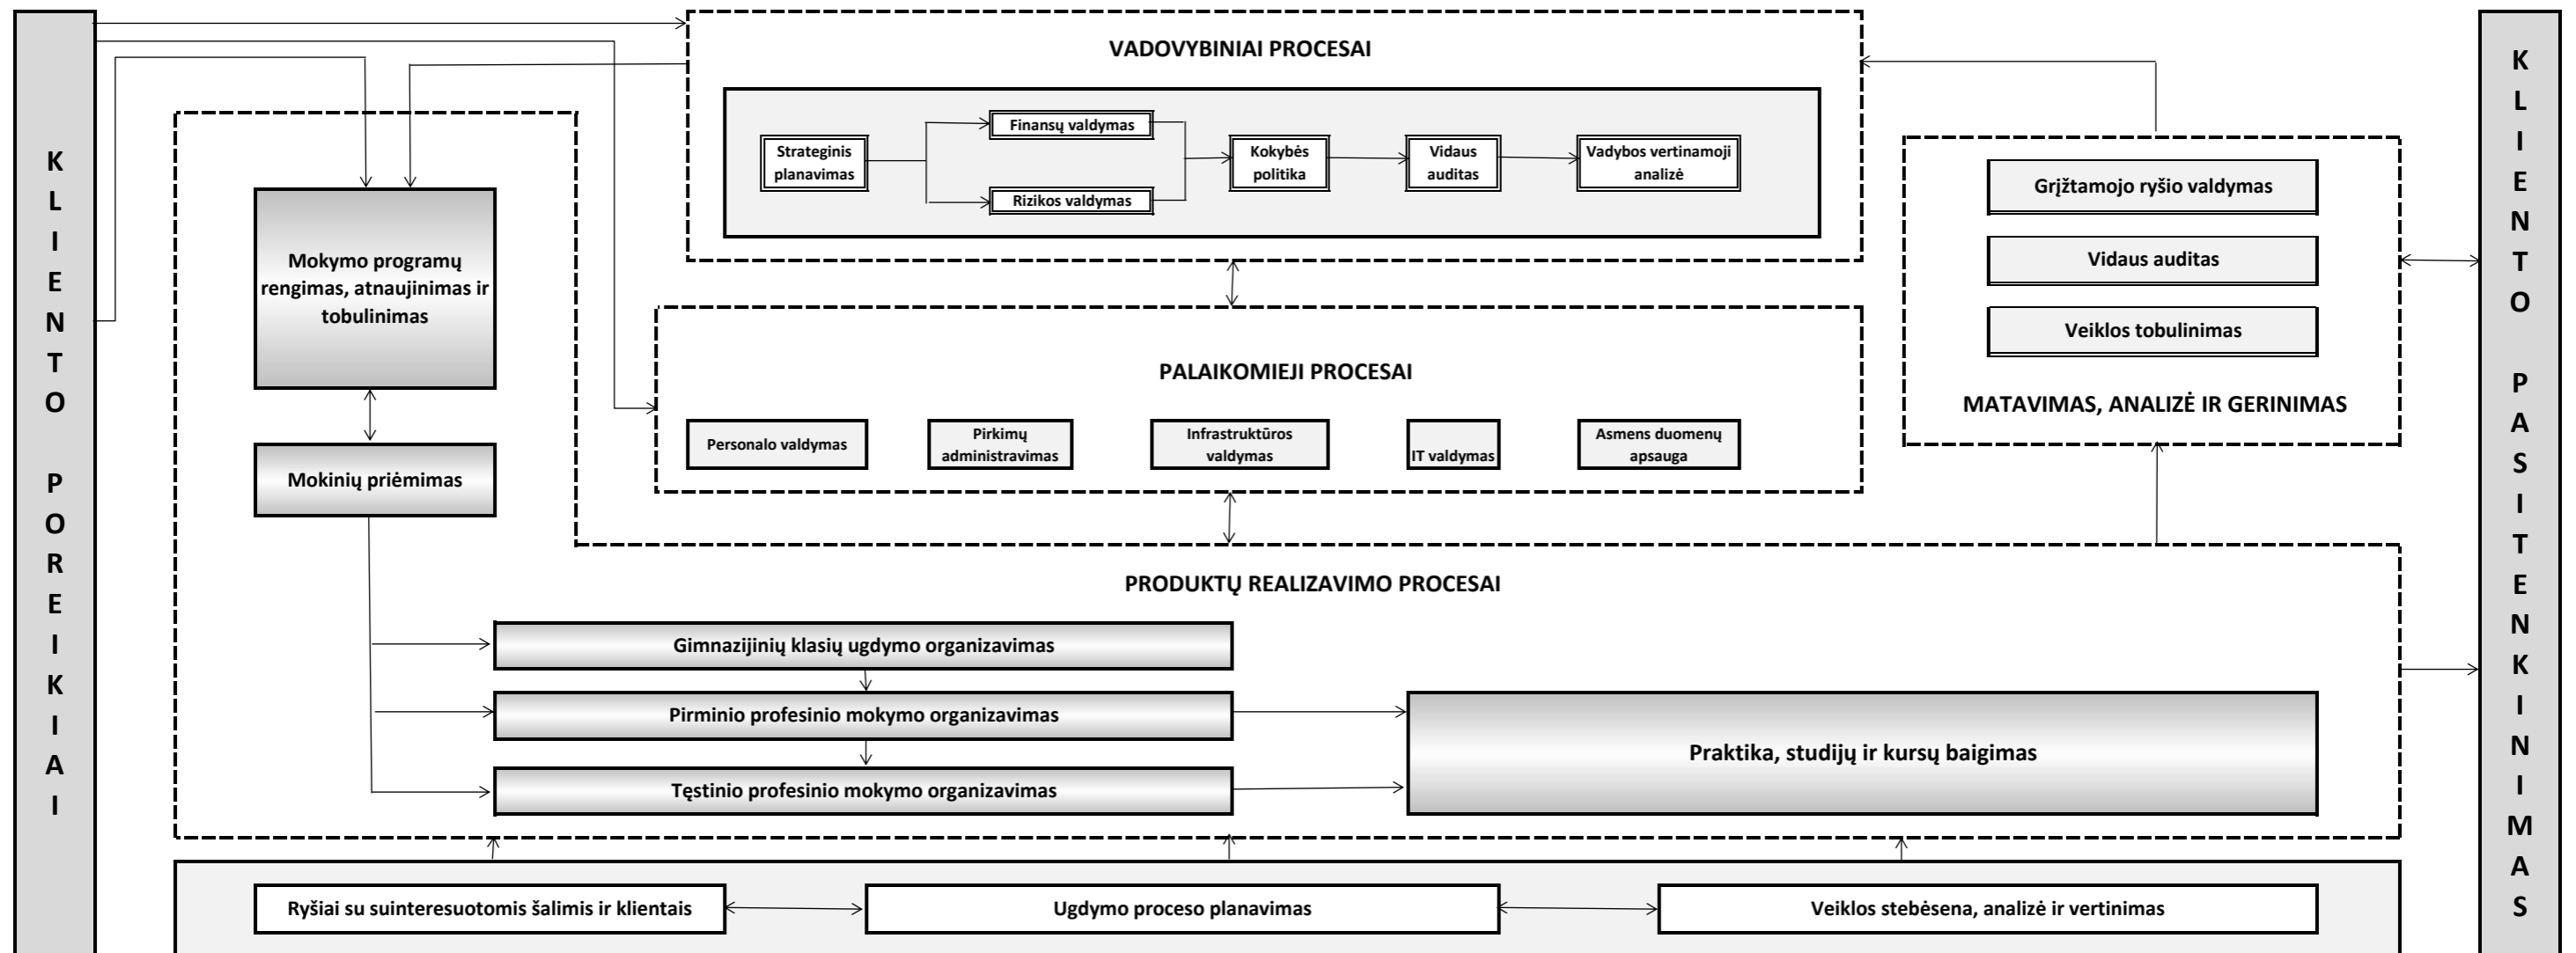 KLIENTO POREIKIAI
VADOVYBINIAI PROCESAI
Strateginis
planavimas
Finansų valdymas
Rizikos valdymas
Kokybės
politika
Vidaus
auditas
Vadybos vertinamoji
analizė
Mokymo programų
rengimas, atnaujinimas ir
tobulinimas
Mokinių priėmimas
PALAIKOMIEJI PROCESAI
Personalo valdymas
Pirkimų
administravimas
Infrastruktūros
valdymas
IT valdymas
Asmens duomenų
apsauga
Grįžtamojo ryšio valdymas
Vidaus auditas
Veiklos tobulinimas
MATAVIMAS, ANALIZĖ IR GERINIMAS
PRODUKTŲ REALIZAVIMO PROCESAI
Gimnazijinių klasių ugdymo organizavimas
Pirminio profesinio mokymo organizavimas
Tęstinio profesinio mokymo organizavimas
Praktika, studijų ir kursų baigimas
Ryšiai su suinteresuotomis šalimis ir klientais
Ugdymo proceso planavimas
Veiklos stebėsena, analizė ir vertinimas
KLIENTO PASITENKINIMAS